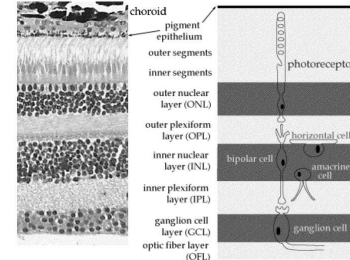 choroid
pigment
epithelium
outer segments
inner segments
outer nuclear
layer (ONL)
outer plexiform
layer (OPL)
inner nuclear
layer (INL)
inner plexiform
layer (IPL)
ganglion cell
layer (GCL)
optic fiber layer
(OFL)
photorecepto
horizontal cell
bipolar cell
amacrine
cell
ganglion cell